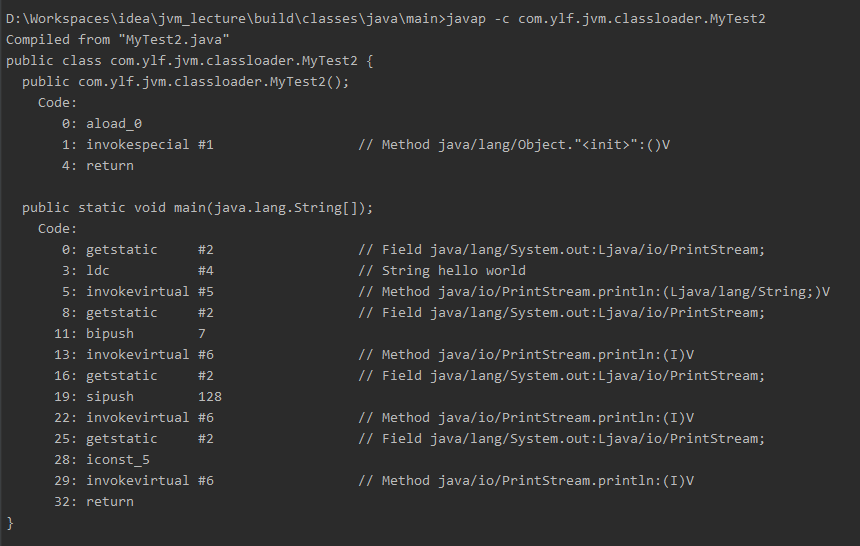 D:\Workspaces\idea\jvm_lecture\build\classes\java\main>javap -c com.ylf.jvm.classloader.MyTest2
Compiled from "MyTest2.java"
public class com.ylf.jvm.classloader.MyTest2 {
  public com.ylf.jvm.classloader.MyTest2();
    Code:
       0: aload_0
       1: invokespecial #1                  // Method java/lang/Object."<init>":()V
       4: return

  public static void main(java.lang.String[]);
    Code:
       0: getstatic     #2                  // Field java/lang/System.out:Ljava/io/PrintStream;
       3: ldc           #4                  // String hello world
       5: invokevirtual #5                  // Method java/io/PrintStream.println:(Ljava/lang/String;)V
       8: getstatic     #2                  // Field java/lang/System.out:Ljava/io/PrintStream;
      11: bipush        7
      13: invokevirtual #6                  // Method java/io/PrintStream.println:(I)V
      16: getstatic     #2                  // Field java/lang/System.out:Ljava/io/PrintStream;
      19: sipush        128
      22: invokevirtual #6                  // Method java/io/PrintStream.println:(I)V
      25: getstatic     #2                  // Field java/lang/System.out:Ljava/io/PrintStream;
      28: iconst_5
      29: invokevirtual #6                  // Method java/io/PrintStream.println:(I)V
      32: return
}